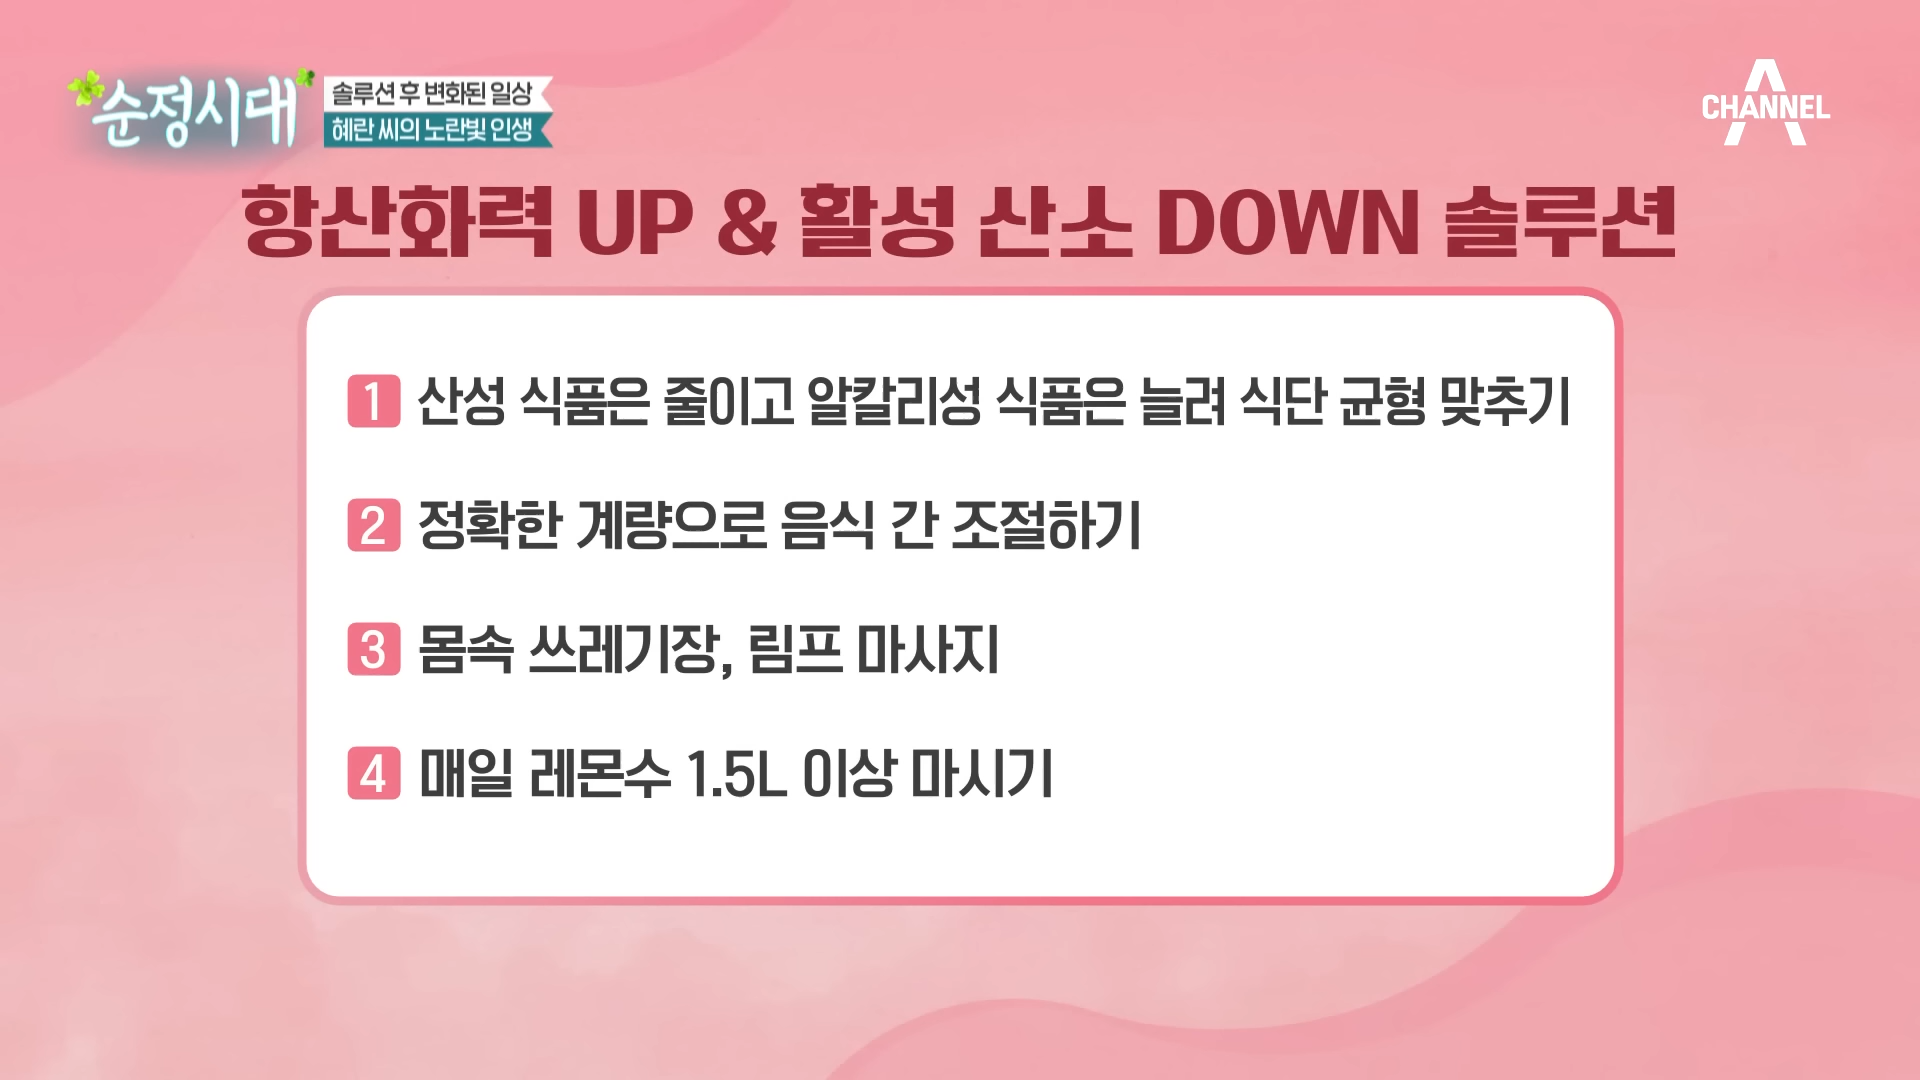 순정시대
솔루션 후 변화된 일상
혜란 씨의 노란빛 인생
CHANNEL A
항산화력 UP & 활성 산소 DOWN 솔루션
1 산성 식품은 줄이고 알칼리성 식품은 늘려 식단 균형 맞추기
2 정확한 계량으로 음식 간 조절하기
3 몸속 쓰레기장, 림프 마사지
4 매일 레몬수 1.5L 이상 마시기